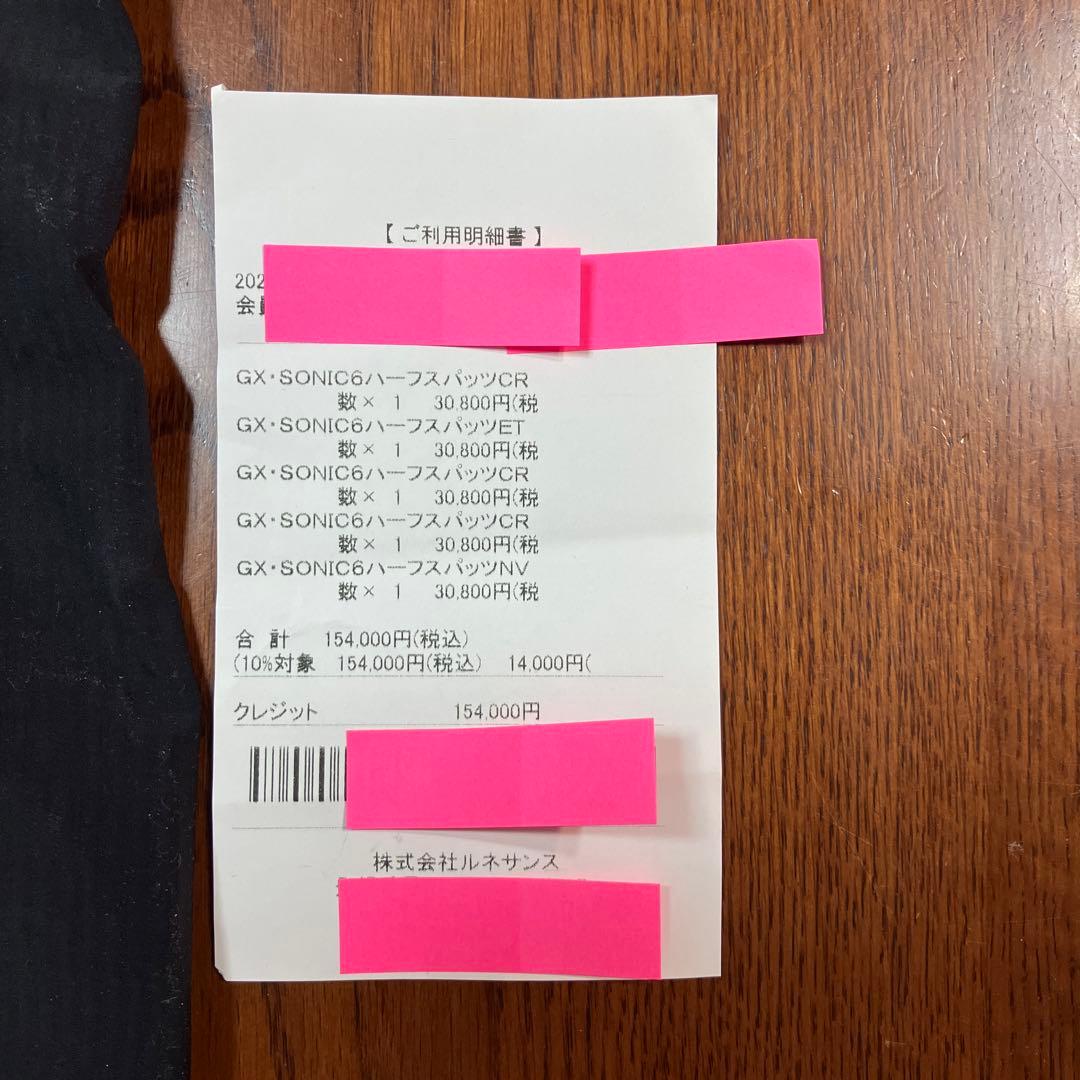 【 ご利用明細書 】
202
会員
GX・SONIC6ハーフスパッツCR
数× 1 30,800円(税
GX・SONIC6ハーフスパッツET
数× 1 30,800円(税
GX・SONIC6ハーフスパッツCR
数× 1 30,800円(税
GX・SONIC6ハーフスパッツCR
数× 1 30,800円(税
GX・SONIC6ハーフスパッツNV
数× 1 30,800円(税
合 計 154,000円(税込)
(10%対象 154,000円(税込) 14,000円(
クレジット 154,000円
株式会社ルネサンス